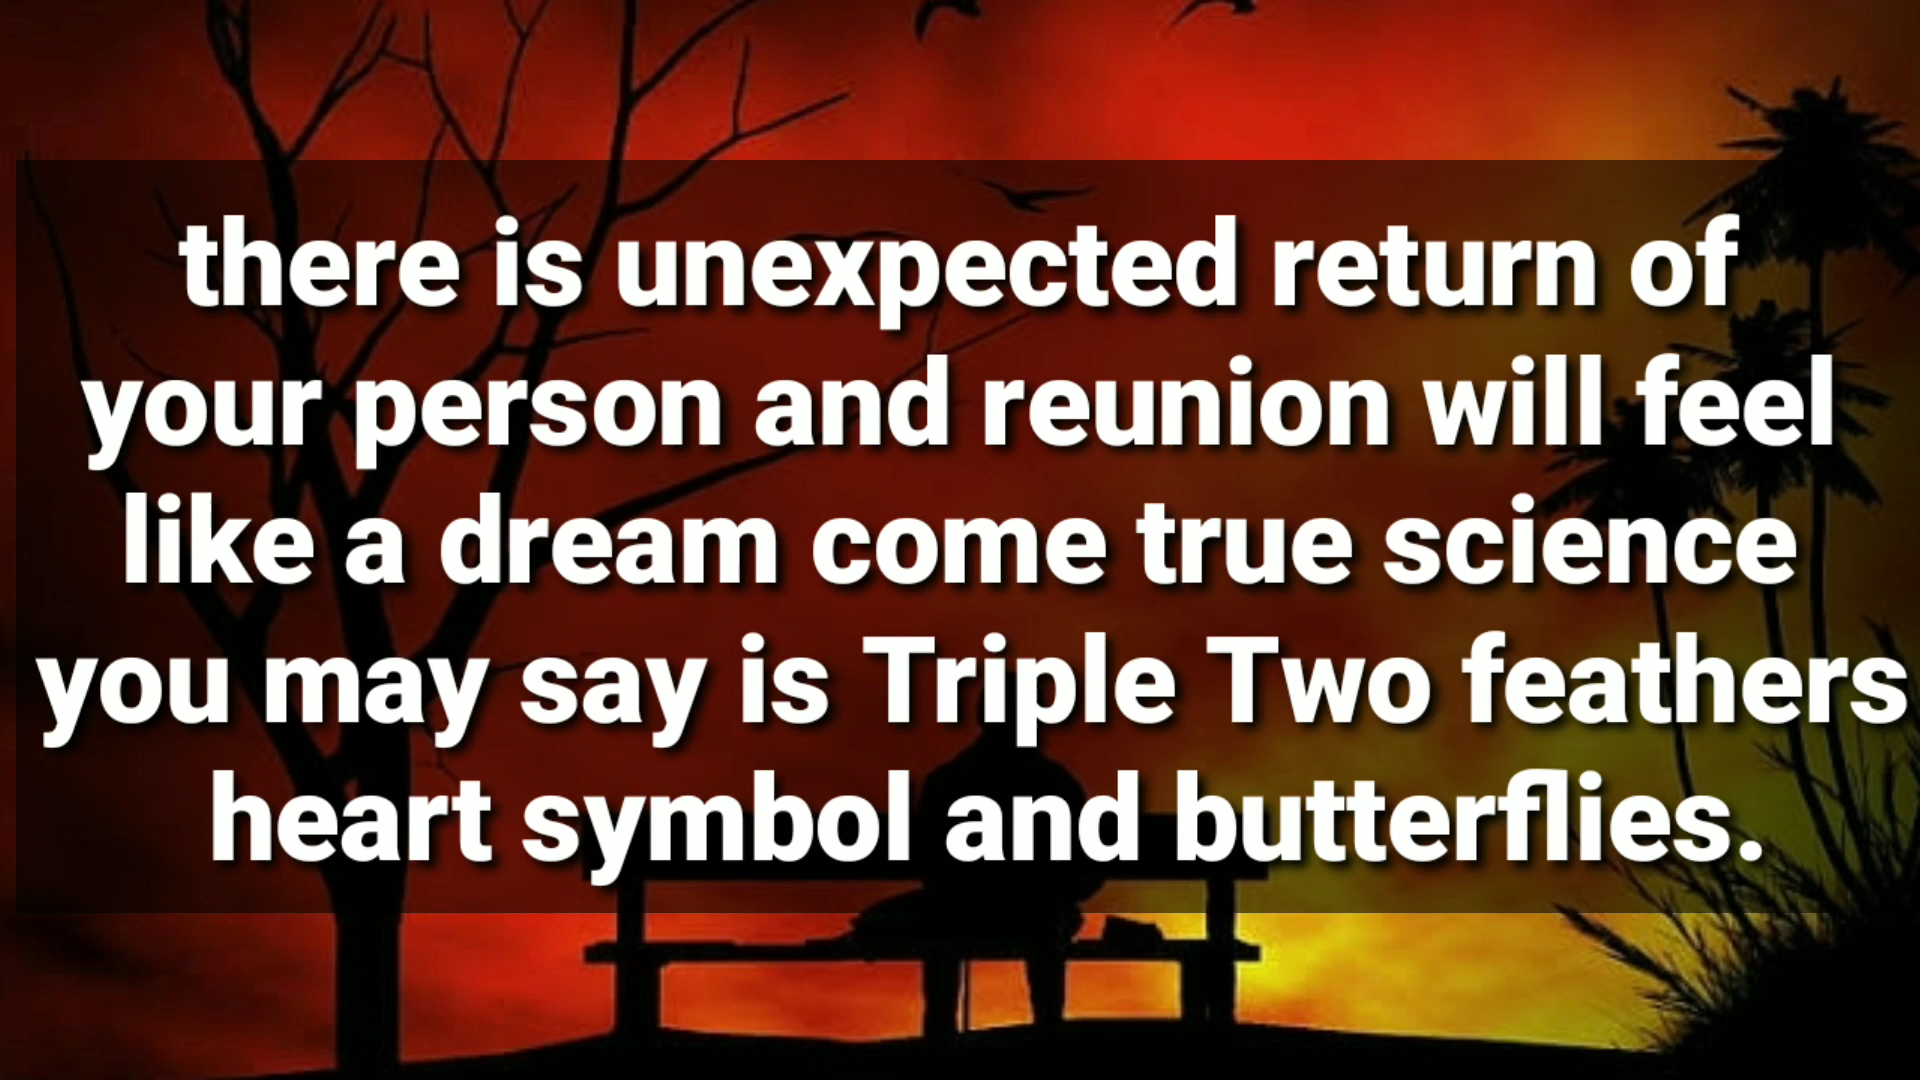 there is unexpected return of
your person and reunion will feel
like a dream come true science
you may say is Triple Two feathers
heart symbol and butterflies.